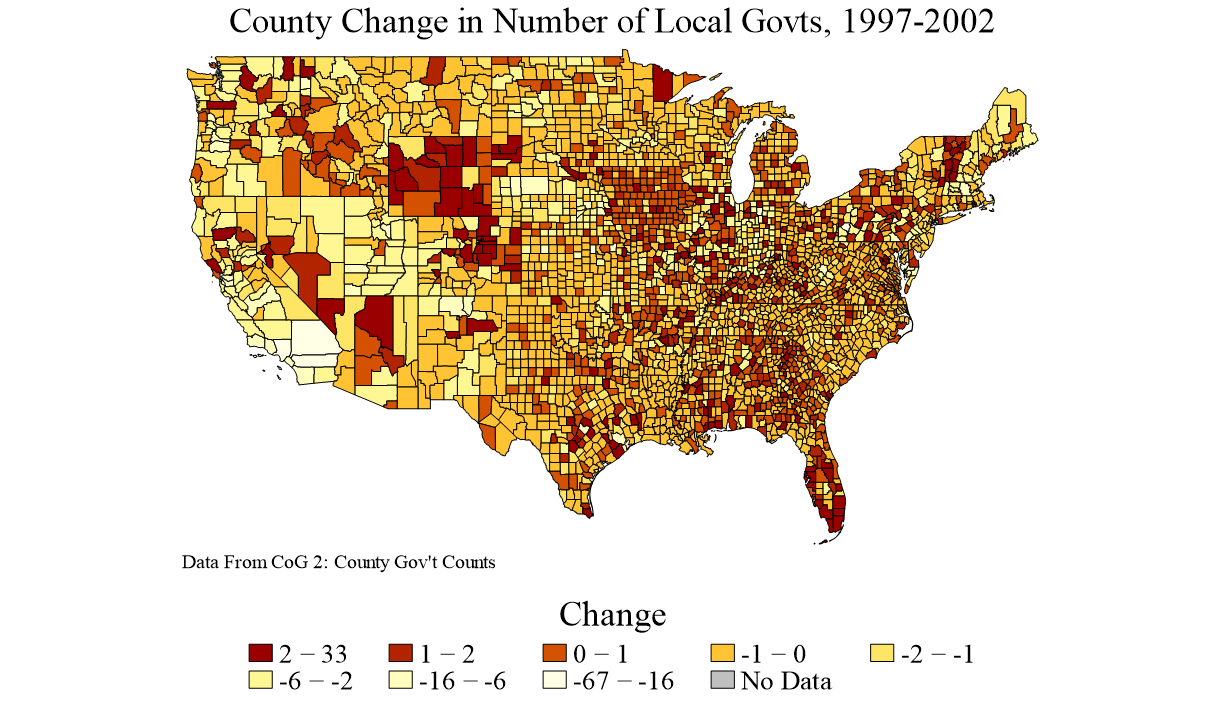 County Change in Number of Local Govts, 1997-2002
Data From CoG 2: County Gov't Counts
Change
2 − 33 1 − 2 0 − 1 -1 − 0 -2 − -1
-6 − -2 -16 − -6 -67 − -16 No Data